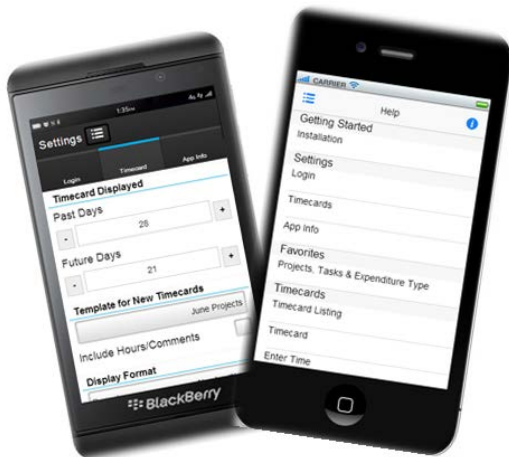 1:35PM
Settings
Login
Timecard
App Info
Timecard Displayed
Past Days
-
28
+
Future Days
-
21
+
Template for New Timecards
June Projects
Include Hours/Comments
Display Format
BlackBerry
CARRIER
Help
Getting Started
Installation
Settings
Login
Timecards
App Info
Favorites
Projects, Tasks & Expenditure Type
Timecards
Timecard Listing
Timecard
Enter Time